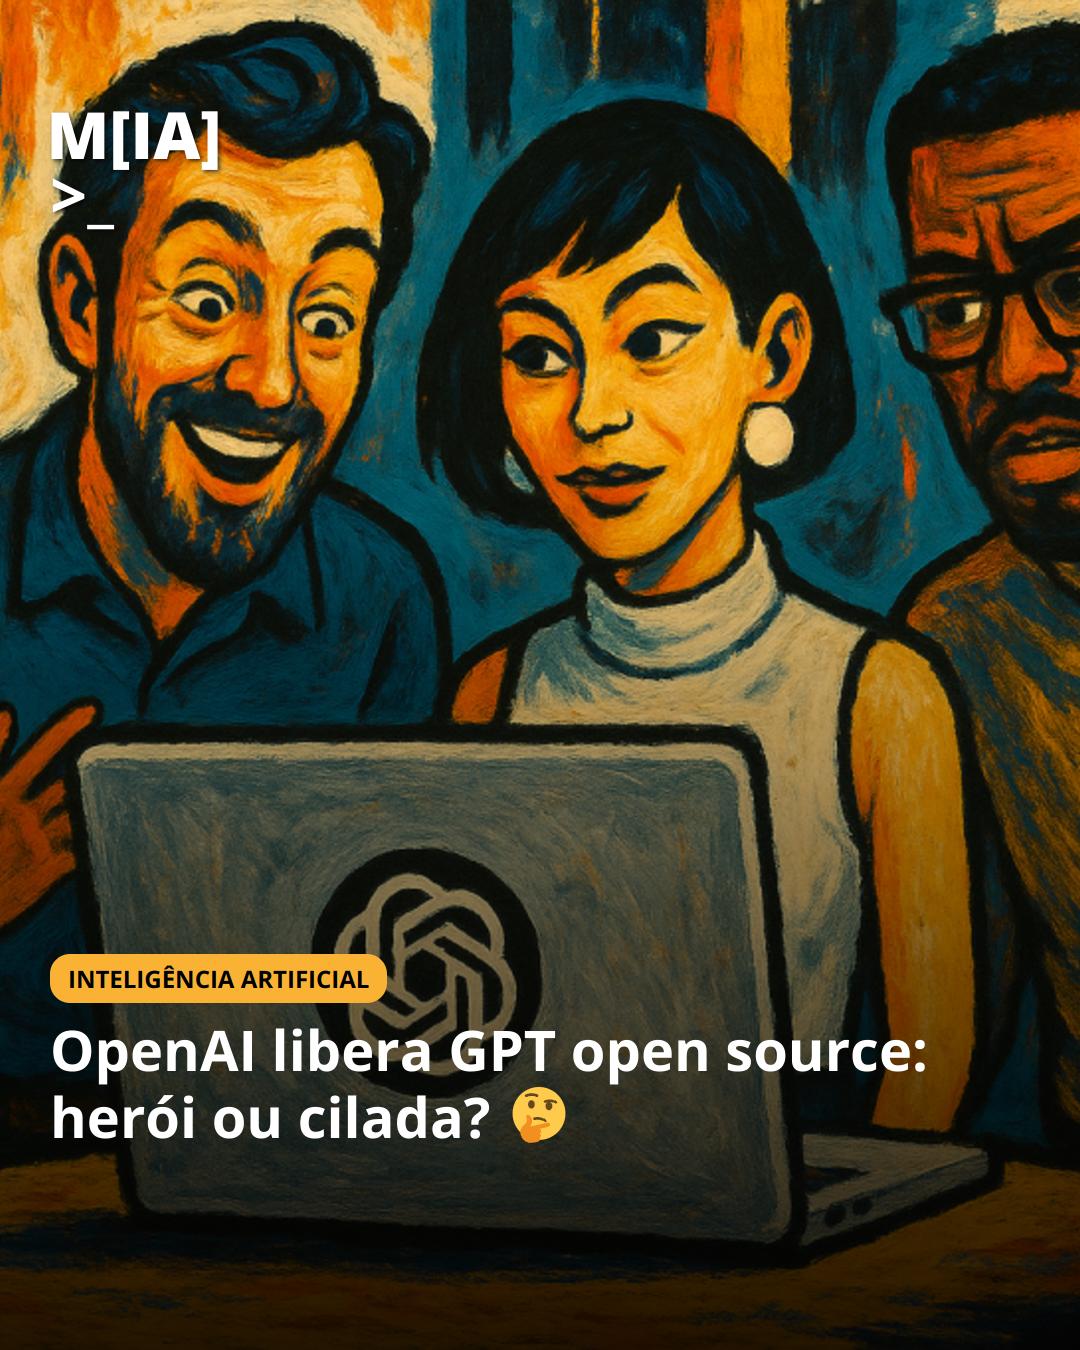 M[IA]
>_
INTELIGÊNCIA ARTIFICIAL
OpenAI libera GPT open source:
herói ou cilada? 🤔